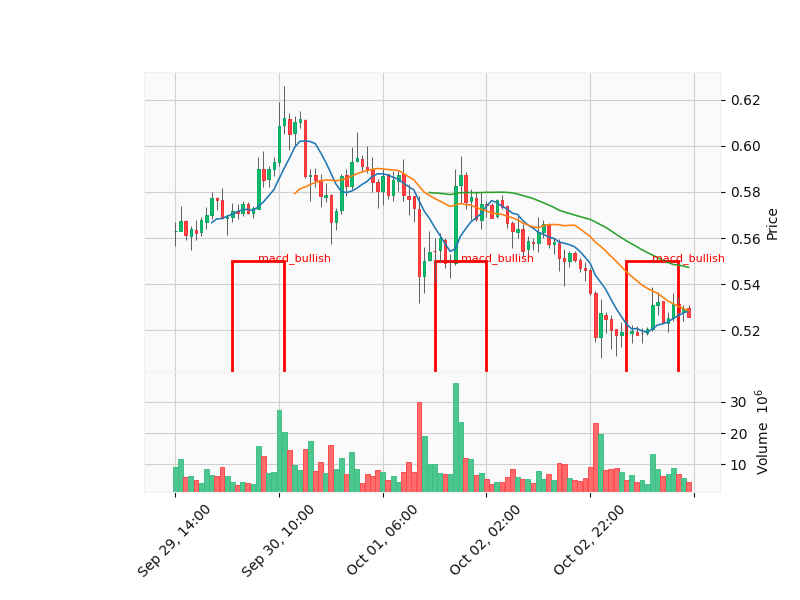 0.62
0.60
0.58
0.56
0.54
0.52
Price
macd_bullish
macd_bullish
macd_bullish
30
20
10
Volume 10^6
Sep 29, 14:00
Sep 30, 10:00
Oct 01, 06:00
Oct 02, 02:00
Oct 02, 22:00